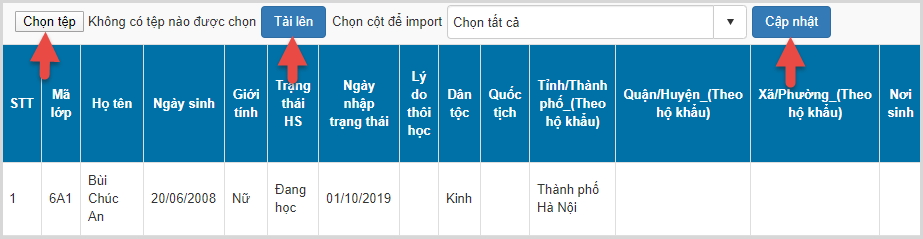 Chọn tệp Không có tệp nào được chọn Tải lên Chọn cột để import Chọn tất cả Cập nhật
STT Mã lớp Họ tên Ngày sinh Giới tính Trạng thái HS Ngày nhập trạng thái Lý do thôi học Dân tộc Quốc tịch Tỉnh/Thành phố_(Theo hộ khẩu) Quận/Huyện_(Theo hộ khẩu) Xã/Phường_(Theo hộ khẩu) Nơi sinh
1 6A1 Bùi Chúc An 20/06/2008 Nữ Đang học 01/10/2019 Kinh Thành phố Hà Nội